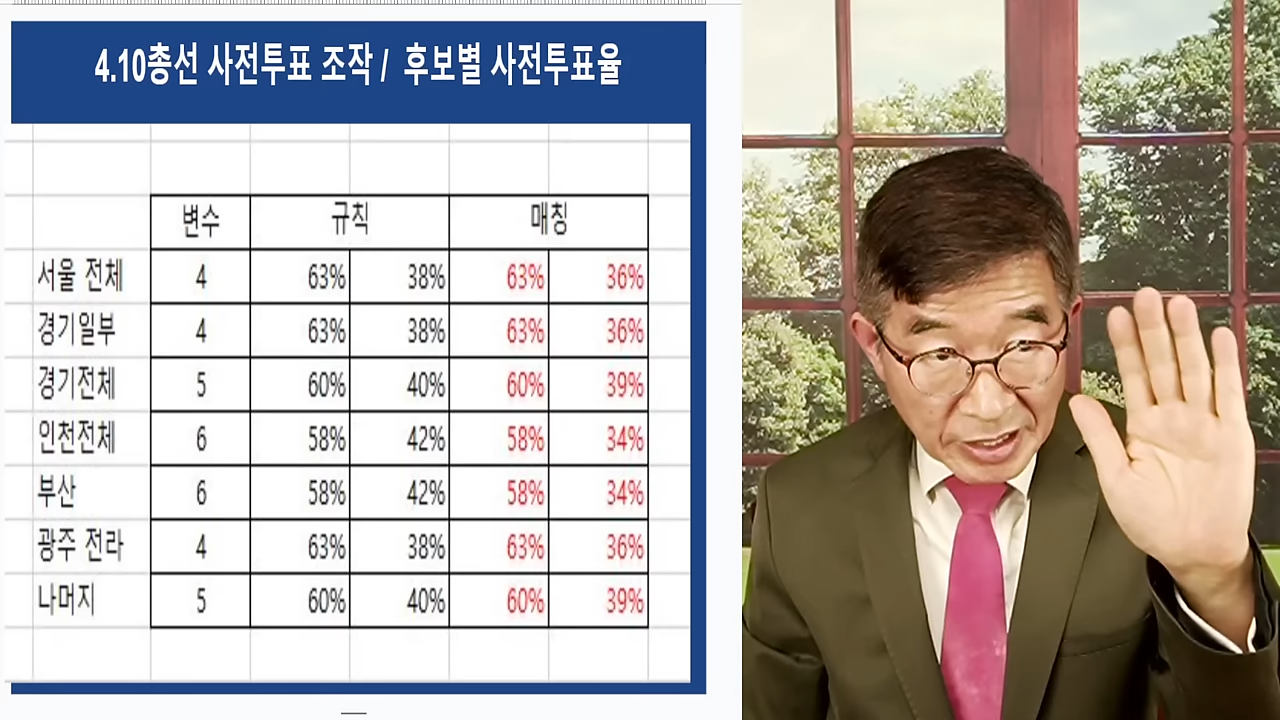 4.10총선 사전투표 조작 / 후보별 사전투표율
변수 규칙 매칭
서울 전체 4 63% 38% 63% 36%
경기일부 4 63% 38% 63% 36%
경기전체 5 60% 40% 60% 39%
인천전체 6 58% 42% 58% 34%
부산 6 58% 42% 58% 34%
광주 전라 4 63% 38% 63% 36%
나머지 5 60% 40% 60% 39%